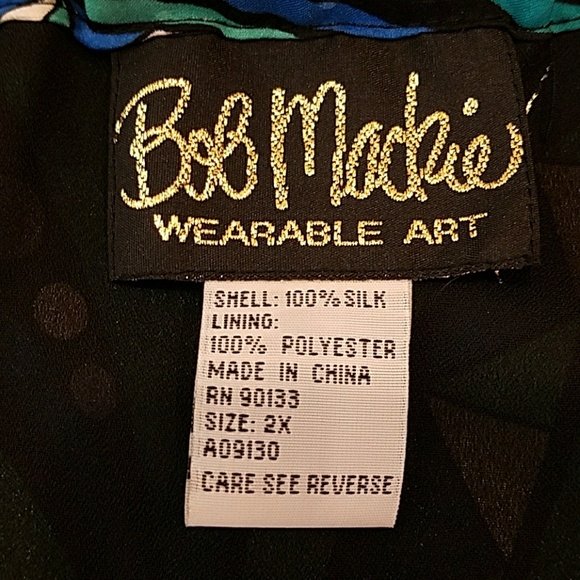 Bob Mackie
WEARABLE ART
SHELL: 100% SILK
LINING:
100% POLYESTER
MADE IN CHINA
RN 90133
SIZE: 2X
A09130
CARE SEE REVERSE